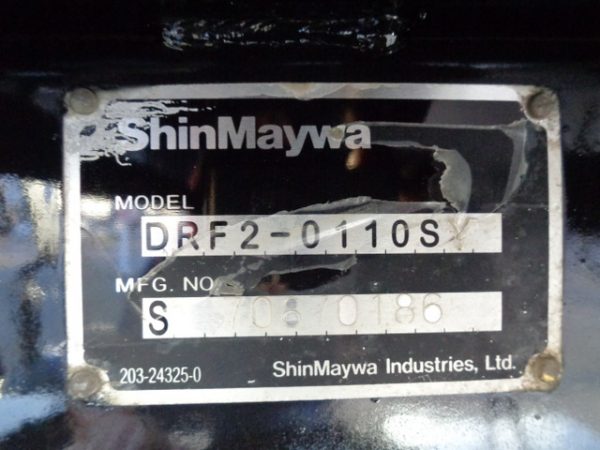 ShinMaywa
MODEL
DRF2-0110S
MFG. NO.
S
203-24325-0
ShinMaywa Industries, Ltd.